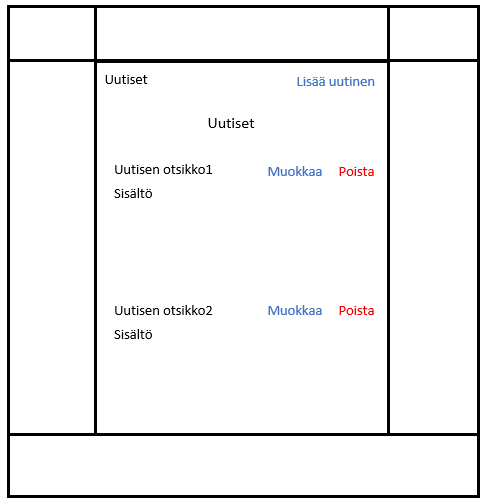 Uutiset Lisää uutinen
Uutiset
Uutisen otsikko1 Muokkaa Poista
Sisältö
Uutisen otsikko2 Muokkaa Poista
Sisältö